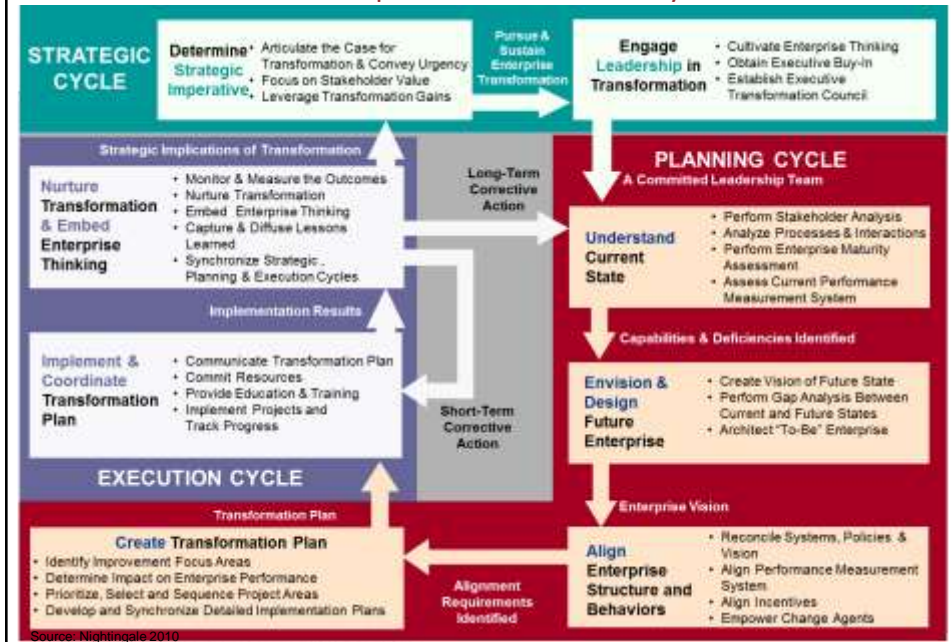 STRATEGIC
CYCLE
Determine
Strategic
Imperative
• Articulate the Case for
Transformation & Convey Urgency
• Focus on Stakeholder Value
• Leverage Transformation Gains
Pursue &
Sustain
Enterprise
Transformation
Engage
Leadership in
Transformation
• Cultivate Enterprise Thinking
• Obtain Executive Buy-In
• Establish Executive
Transformation Council
Strategic Implications of Transformation
Nurture
Transformation
& Embed
Enterprise
Thinking
• Monitor & Measure the Outcomes
• Nurture Transformation
• Embed Enterprise Thinking
• Capture & Diffuse Lessons
Learned
• Synchronize Strategic,
Planning & Execution Cycles
Long-Term
Corrective
Action
PLANNING CYCLE
A Committed Leadership Team
Understand
Current
State
• Perform Stakeholder Analysis
• Analyze Processes & Interactions
• Perform Enterprise Maturity
Assessment
• Assess Current Performance
Measurement System
Implementation Results
Capabilities & Deficiencies Identified
Implement &
Coordinate
Transformation
Plan
• Communicate Transformation Plan
• Commit Resources
• Provide Education & Training
• Implement Projects and
Track Progress
Short-Term
Corrective
Action
Envision &
Design
Future
Enterprise
• Create Vision of Future State
• Perform Gap Analysis Between
Current and Future States
• Architect "To-Be" Enterprise
EXECUTION CYCLE
Enterprise Vision
Transformation Plan
Create Transformation Plan
• Identify Improvement Focus Areas
• Determine Impact on Enterprise Performance
• Prioritize, Select and Sequence Project Areas
• Develop and Synchronize Detailed Implementation Plans
Alignment
Requirements
Identified
Align
Enterprise
Structure and
Behaviors
• Reconcile Systems, Policies &
Vision
• Align Performance Measurement
System
• Align Incentives
• Empower Change Agents
Source: Nightingale 2010